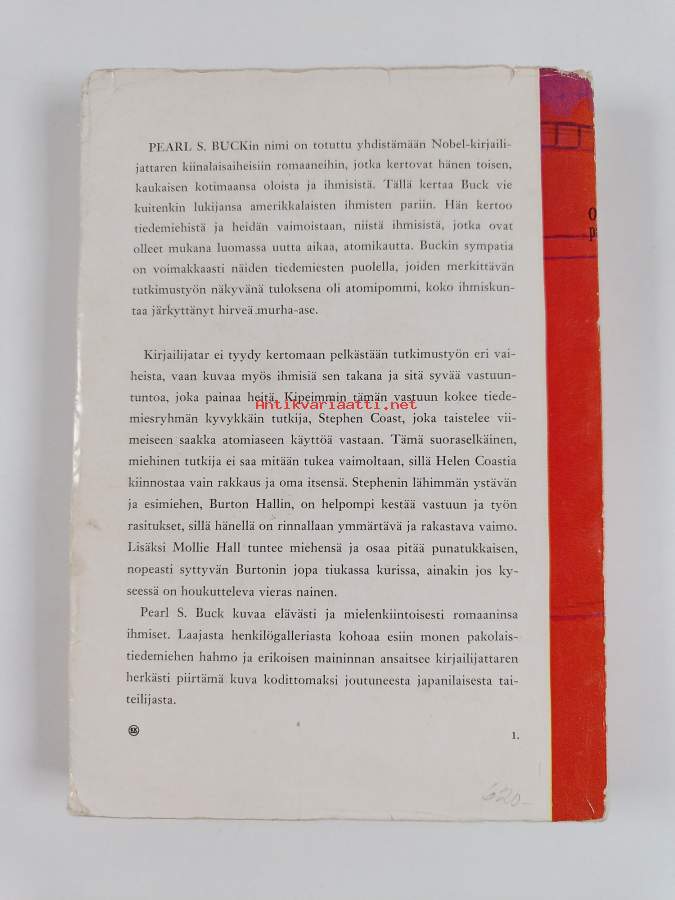 PEARL S. BUCKin nimi on totuttu yhdistämään Nobel-kirjaili-
jattaren kiinalaisaiheisiin romaaneihin, jotka kertovat hänen toisen,
kaukaisen kotimaansa oloista ja ihmisistä. Tällä kertaa Buck vie
kuitenkin lukijansa amerikkalaisten ihmisten pariin. Hän kertoo
tiedemiehistä ja heidän vaimoistaan, niistä ihmisistä, jotka ovat
olleet mukana luomassa uutta aikaa, atomikautta. Buckin sympatia
on voimakkaasti näiden tiedemiesten puolella, joiden merkittävän
tutkimustyön näkyvänä tuloksena oli atomipommi, koko ihmiskun-
taa järkyttänyt hirveä murha-ase.
Kirjailijatar ei tyydy kertomaan pelkästään tutkimustyön eri vai-
heista, vaan kuvaa myös ihmisiä sen takana ja sitä syvää vastuun-
tuntoa, joka painaa heitä. Kipeimmin tämän vastuun kokee tiede-
Antikvariaatti.net
miesryhmän kyvykkäin tutkija, Stephen Coast, joka taistelee vii-
meiseen saakka atomiaseen käyttöä vastaan. Tämä suoraselkäinen,
miehinen tutkija ei saa mitään tukea vaimoltaan, sillä Helen Coastia
kiinnostaa vain rakkaus ja oma itsensä. Stephenin lähimmän ystävän
ja esimiehen, Burton Hallin, on helpompi kestää vastuun ja työn
rasitukset, sillä hänellä on rinnallaan ymmärtävä ja rakastava vaimo.
Lisäksi Mollie Hall tuntee miehensä ja osaa pitää punatukkaisen,
nopeasti syttyvän Burtonin jopa tiukassa kurissa, ainakin jos ky-
seessä on houkutteleva vieras nainen.
Pearl S. Buck kuvaa elävästi ja mielenkiintoisesti romaaninsa
ihmiset. Laajasta henkilögalleriasta kohoaa esiin monen pakolais-
tiedemiehen hahmo ja erikoisen maininnan ansaitsee kirjailijattaren
herkästi piirtämä kuva kodittomaksi joutuneesta japanilaisesta tai-
teilijasta.
1.
620-